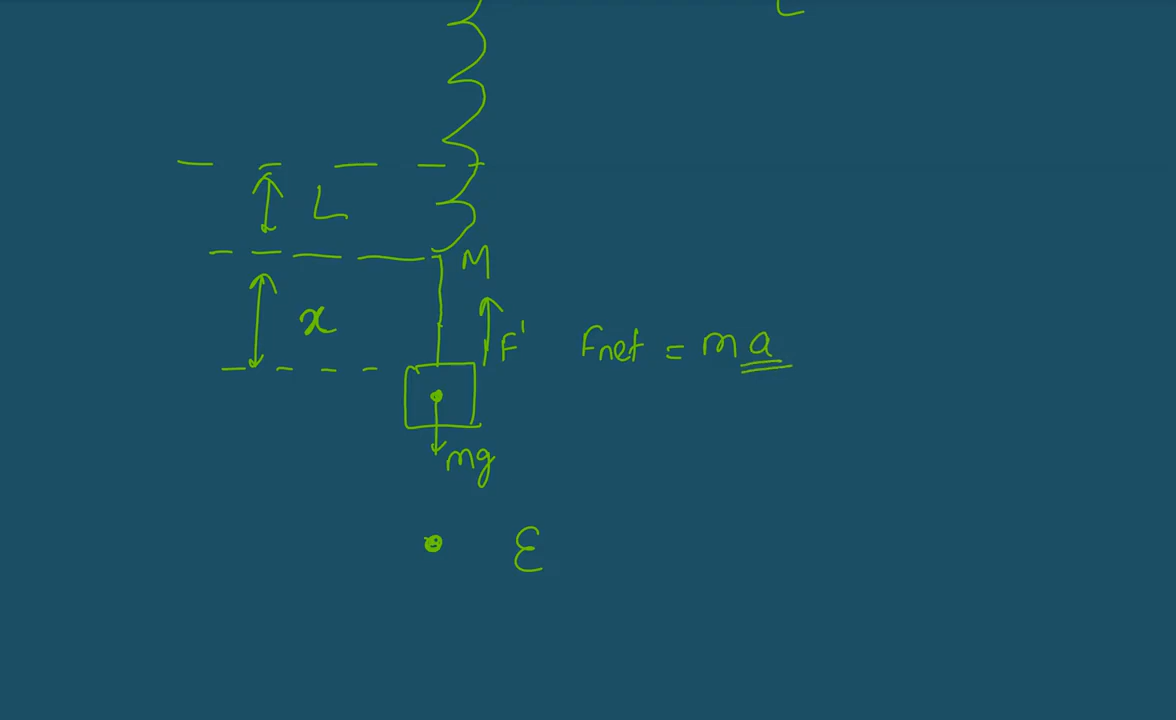 L
M
x
F' Fnet = ma
mg
ε